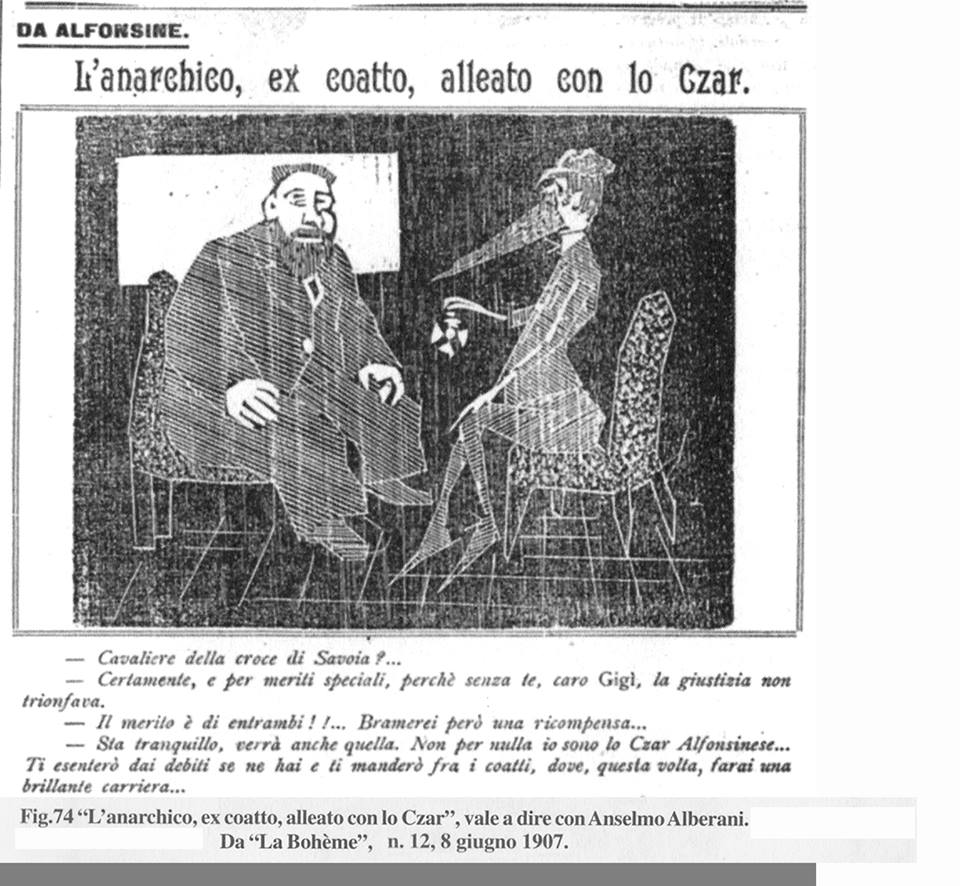 DA ALFONSINE.
L'anarchico, ex coatto, alleato con lo Czar.
— Cavaliere della croce di Savoia ?...
— Certamente, e per meriti speciali, perchè senza te, caro Gigì, la giustizia non
trionfava.
— Il merito è di entrambi ! !... Bramerei però una ricompensa...
— Sta tranquillo, verrà anche quella. Non per nulla io sono lo Czar Alfonsinese...
Ti esenterò dai debiti se ne hai e ti manderò fra i coatti, dove, questa volta, farai una
brillante carriera...
Fig.74 “L’anarchico, ex coatto, alleato con lo Czar”, vale a dire con Anselmo Alberani.
Da “La Bohème”, n. 12, 8 giugno 1907.